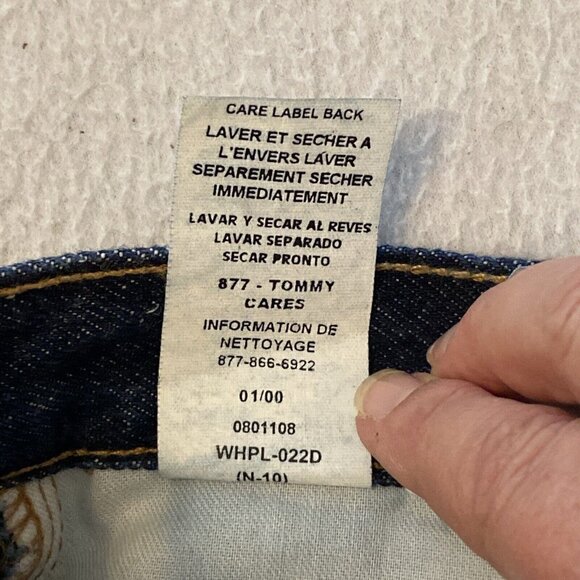 CARE LABEL BACK
LAVER ET SECHER A
L'ENVERS LAVER
SEPAREMENT SECHER
IMMEDIATEMENT
LAVAR Y SECAR AL REVES
LAVAR SEPARADO
SECAR PRONTO
877 - TOMMY
CARES
INFORMATION DE
NETTOYAGE
877-866-6922
01/00
0801108
WHPL-022D
(N-10)